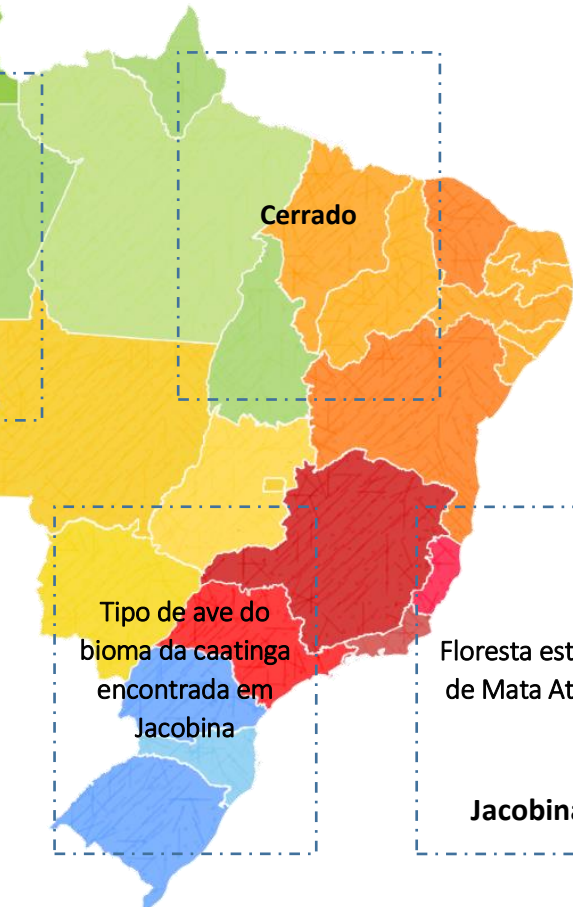 Cerrado
Tipo de ave do
bioma da caatinga
encontrada em
Jacobina
Floresta est
de Mata At
Jacobina